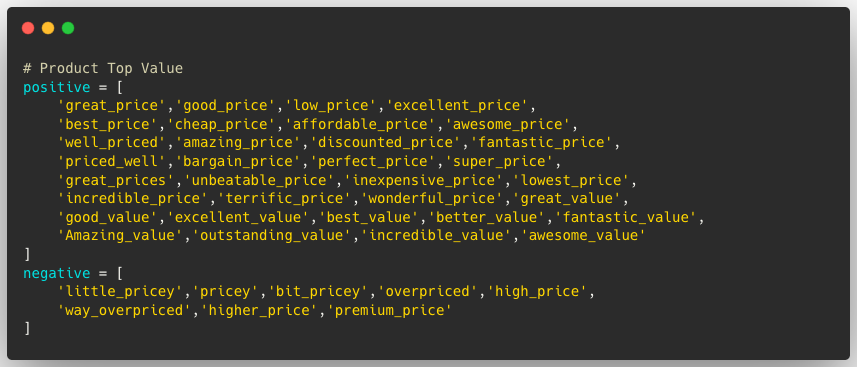 # Product Top Value
positive = [
    'great_price','good_price','low_price','excellent_price',
    'best_price','cheap_price','affordable_price','awesome_price',
    'well_priced','amazing_price','discounted_price','fantastic_price',
    'priced_well','bargain_price','perfect_price','super_price',
    'great_prices','unbeatable_price','inexpensive_price','lowest_price',
    'incredible_price','terrific_price','wonderful_price','great_value',
    'good_value','excellent_value','best_value','better_value','fantastic_value',
    'Amazing_value','outstanding_value','incredible_value','awesome_value'
]
negative = [
    'little_pricey','pricey','bit_pricey','overpriced','high_price',
    'way_overpriced','higher_price','premium_price'
]